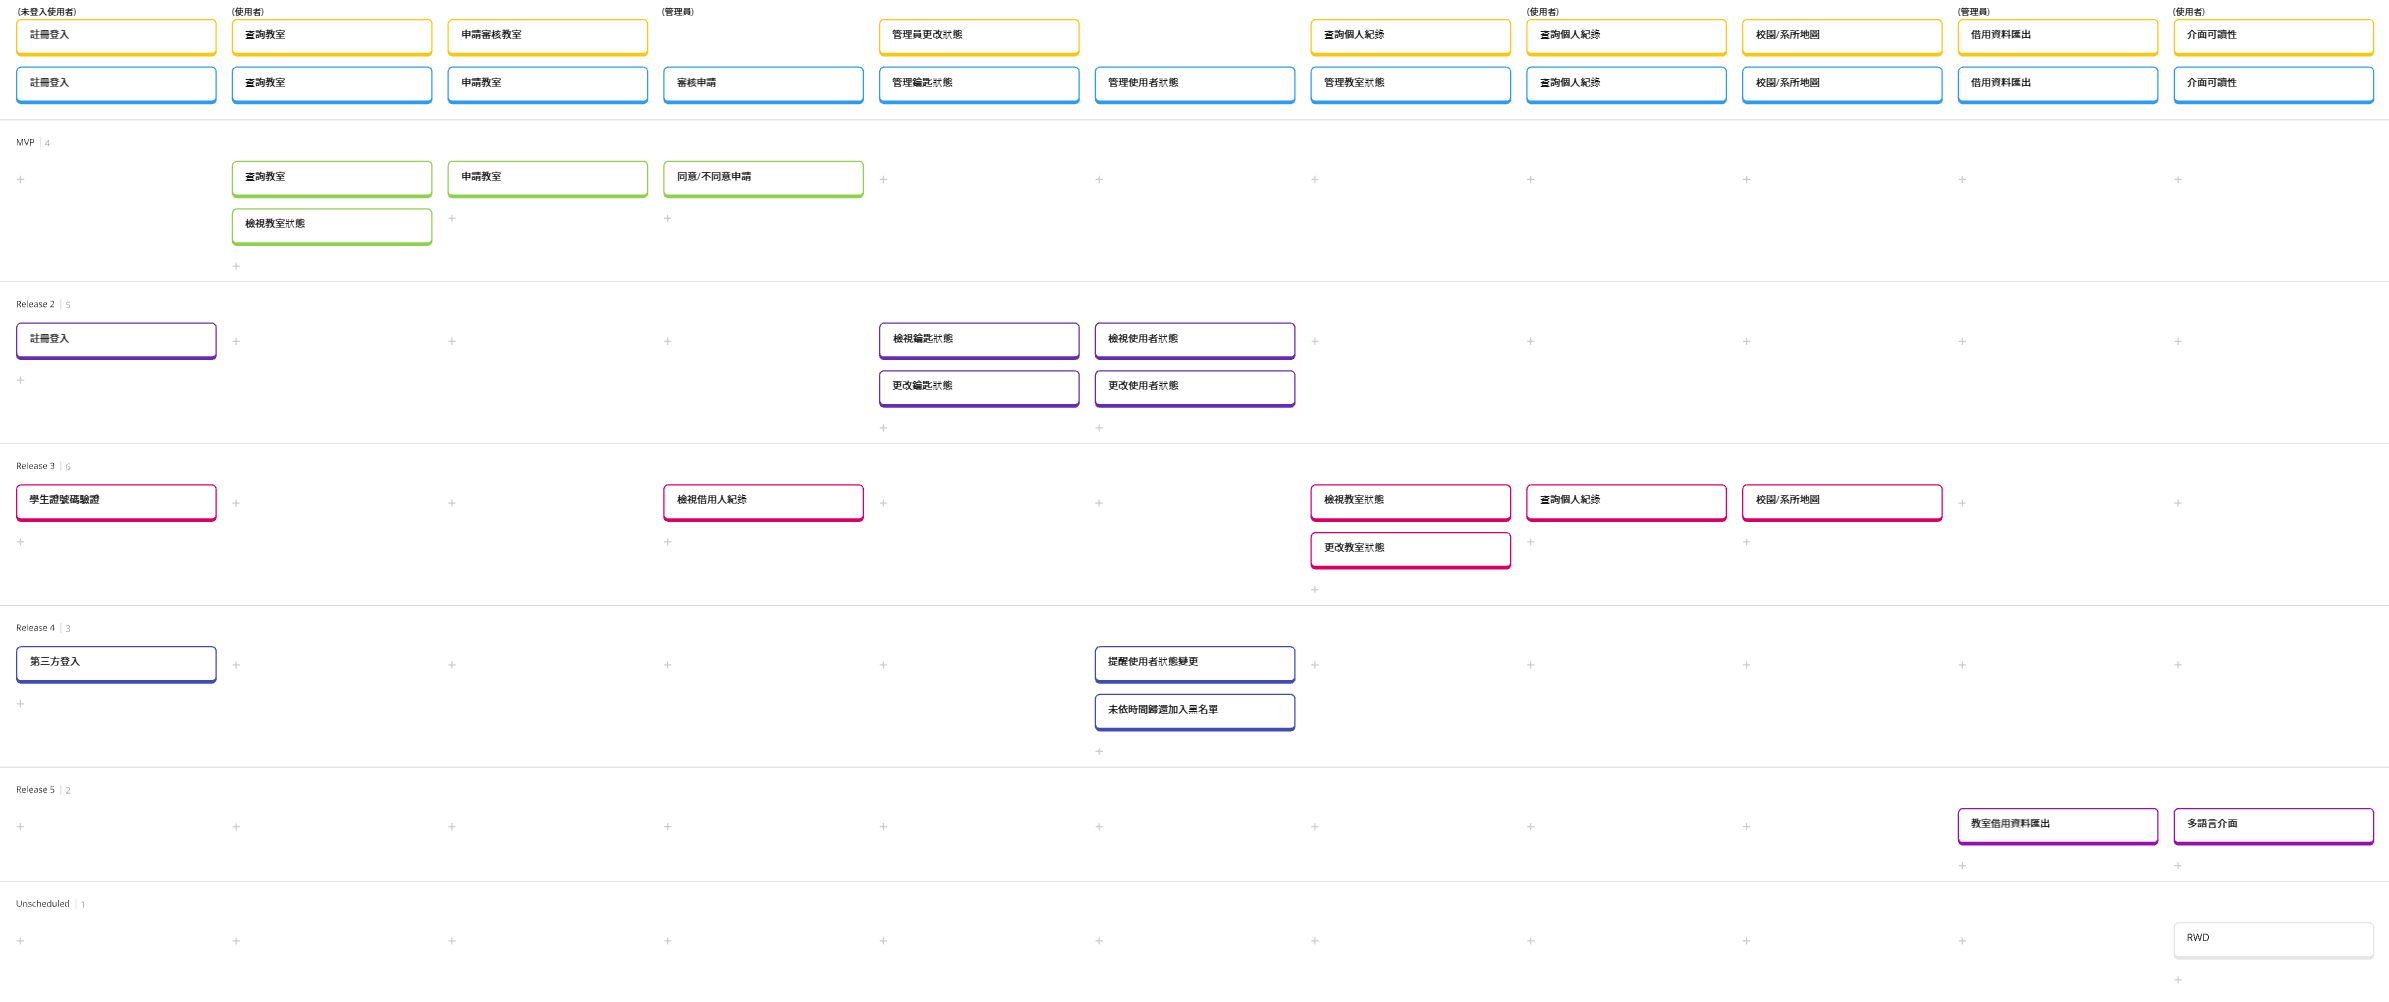 (未登入使用者) (使用者) (管理員) (使用者) (管理員) (使用者)
註冊登入 查詢教室 申請審核教室 管理員更改狀態 查詢個人紀錄 查詢個人紀錄 校園/系所地圖 借用資料匯出 介面可讀性
註冊登入 查詢教室 申請教室 審核申請 管理鑰匙狀態 管理使用者狀態 管理教室狀態 查詢個人紀錄 校園/系所地圖 借用資料匯出 介面可讀性
MVP | 4
+ 查詢教室 申請教室 同意/不同意申請 + + + + + + +
檢視教室狀態 + +
+
Release 2 | 5
註冊登入 + + + 檢視鑰匙狀態 檢視使用者狀態 + + + + +
+ 更改鑰匙狀態 更改使用者狀態
+ +
Release 3 | 6
學生證號碼驗證 + + 檢視借用人紀錄 + + 檢視教室狀態 查詢個人紀錄 校園/系所地圖 + +
+ + 更改教室狀態 + +
+
Release 4 | 3
第三方登入 + + + + 提醒使用者狀態變更 + + + + +
+ 未依時間歸還加入黑名單
+
Release 5 | 2
+ + + + + + + + + 教室借用資料匯出 多語言介面
+ +
Unscheduled | 1
+ + + + + + + + + + RWD
+